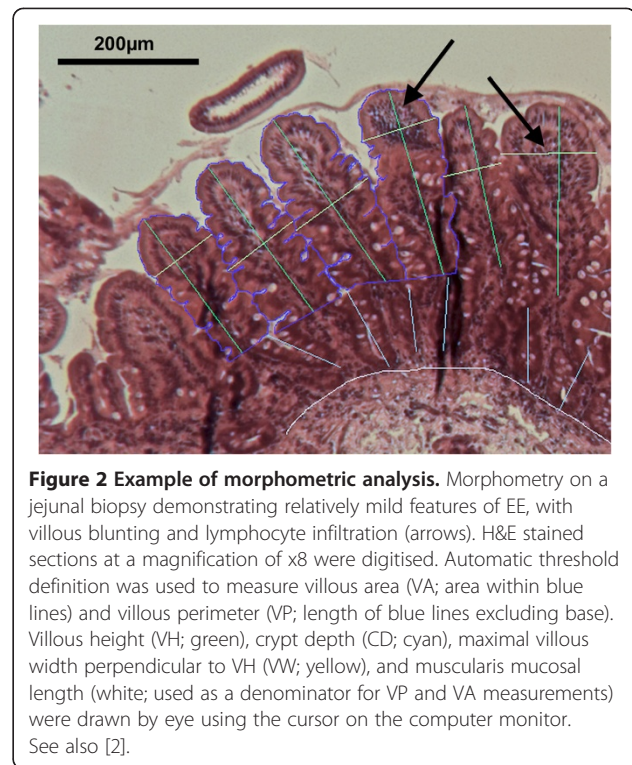 200µm
Figure 2 Example of morphometric analysis. Morphometry on a
jejunal biopsy demonstrating relatively mild features of EE, with
villous blunting and lymphocyte infiltration (arrows). H&E stained
sections at a magnification of x8 were digitised. Automatic threshold
definition was used to measure villous area (VA; area within blue
lines) and villous perimeter (VP; length of blue lines excluding base).
Villous height (VH; green), crypt depth (CD; cyan), maximal villous
width perpendicular to VH (VW; yellow), and muscularis mucosal
length (white; used as a denominator for VP and VA measurements)
were drawn by eye using the cursor on the computer monitor.
See also [2].